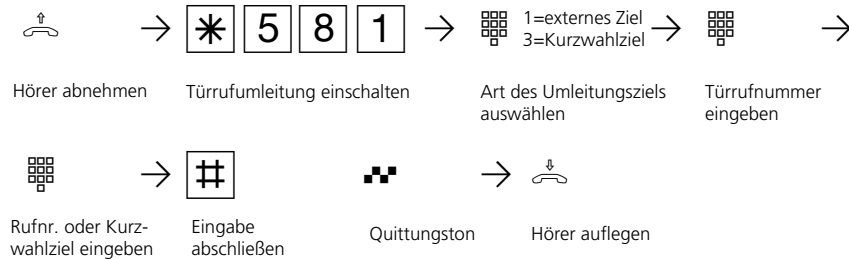 * 5 8 1 1=externes Ziel
3=Kurzwahlziel
Hörer abnehmen Türrufumleitung einschalten Art des Umleitungsziels Türrufnummer
auswählen eingeben
#
Rufnr. oder Kurz- Eingabe Quittungston Hörer auflegen
wahlziel eingeben abschließen